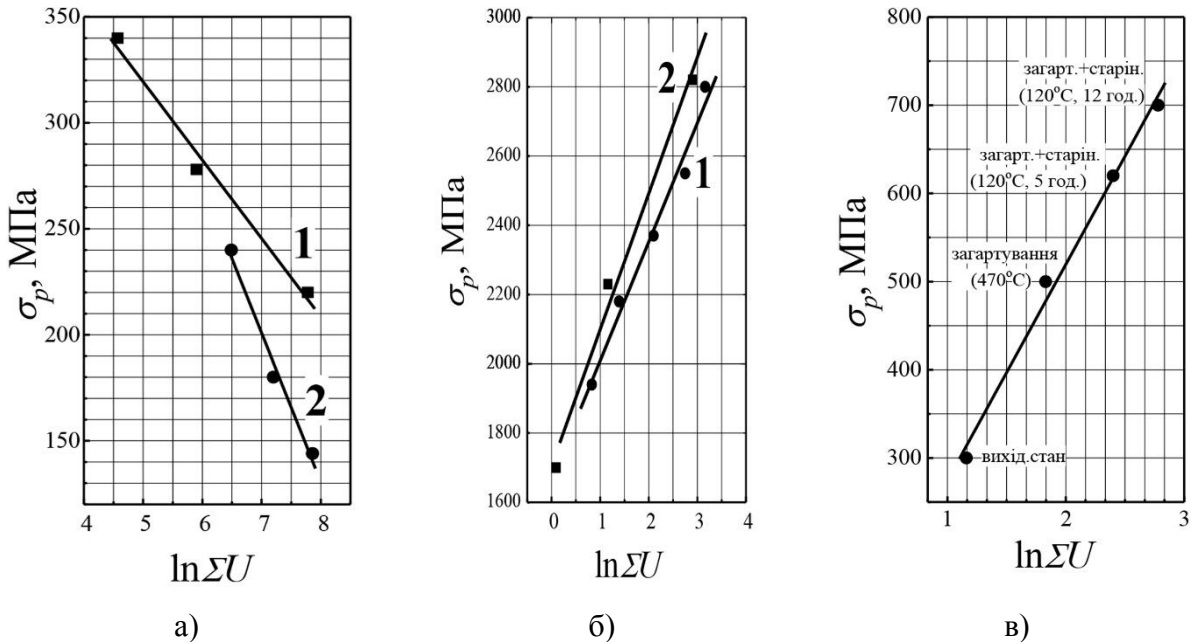 350
300
250
200
150
4 5 6 7 8
σp, МПа
1
2
lnΣU
а)
3000
2800
2600
2400
2200
2000
1800
1600
0 1 2 3 4
σp, МПа
2
1
lnΣU
б)
800
700
600
500
400
300
1 2 3
σp, МПа
загарт.+старін.
(120°С, 12 год.)
загарт.+старін.
(120°С, 5 год.)
загартування
(470°С)
вихід.стан
lnΣU
в)